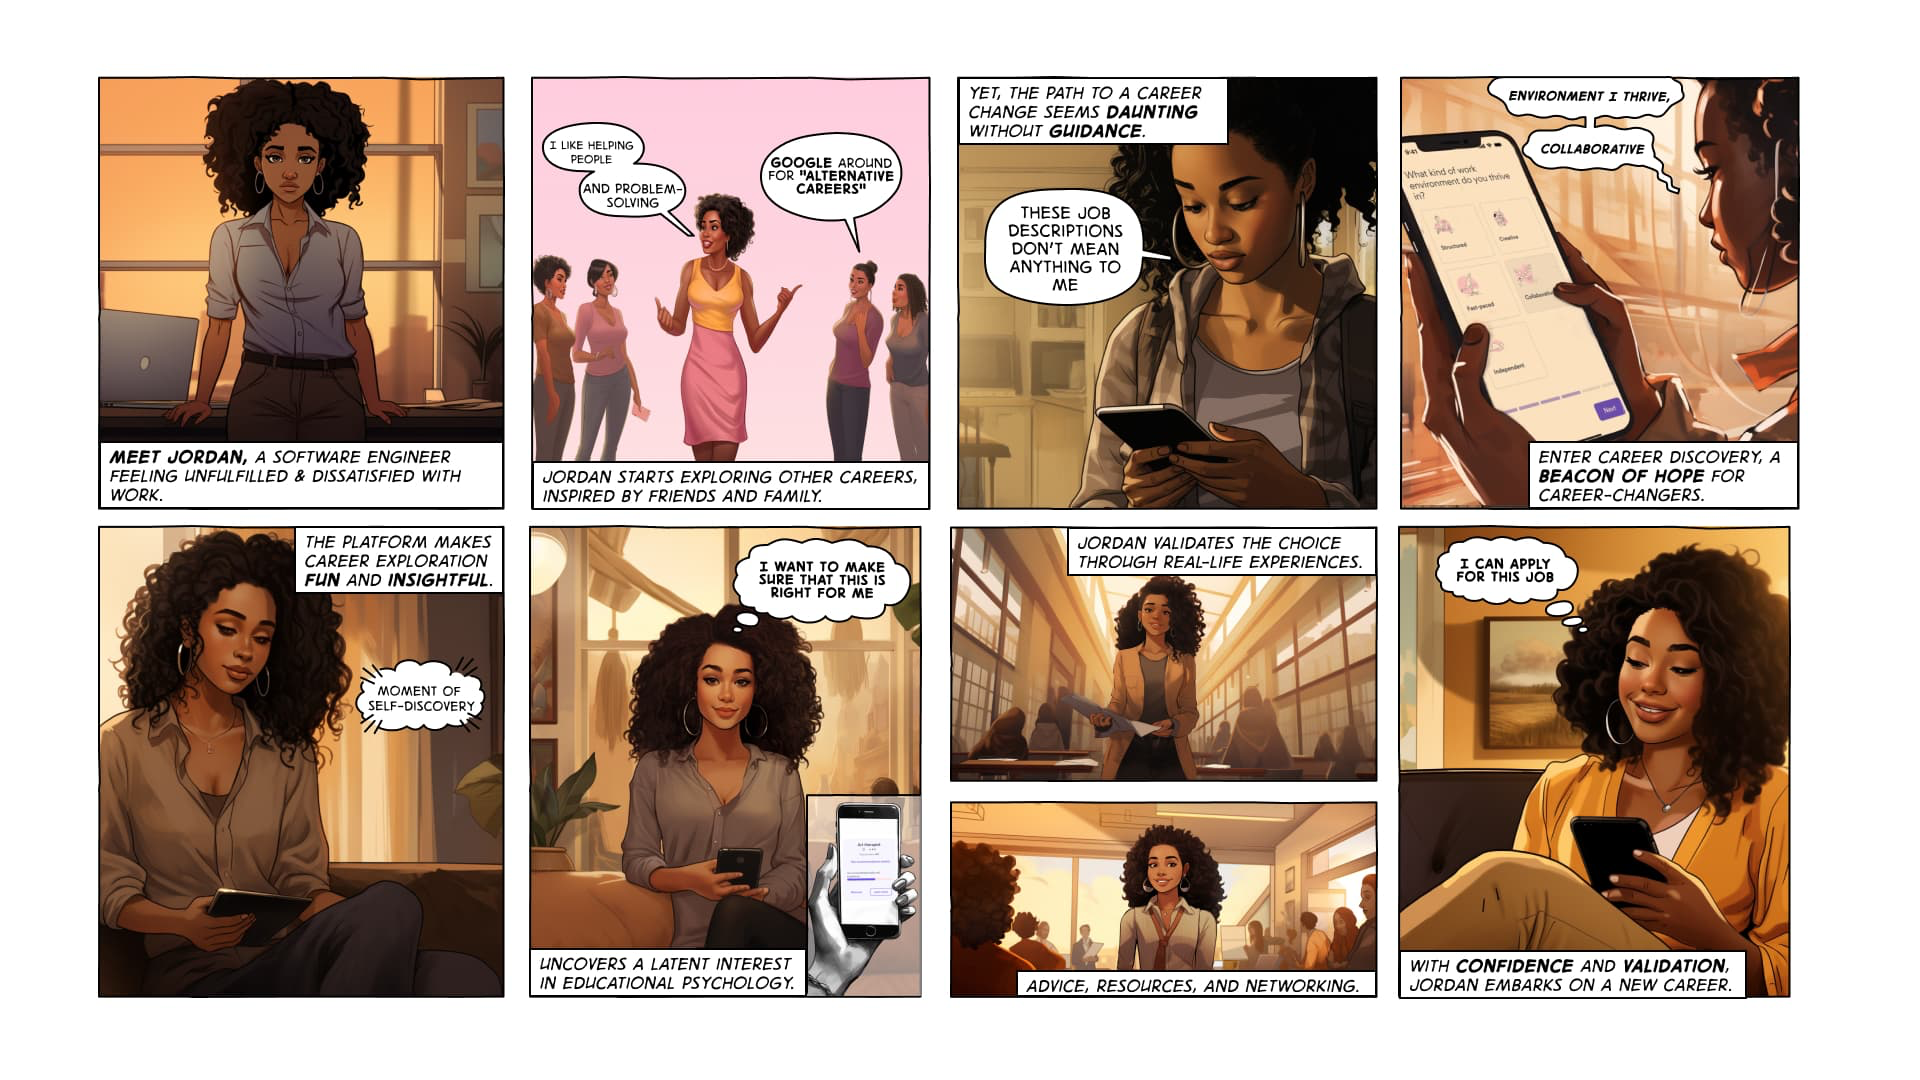 MEET JORDAN, A SOFTWARE ENGINEER
FEELING UNFULFILLED & DISSATISFIED WITH
WORK.
I LIKE HELPING
PEOPLE
AND PROBLEM-
SOLVING
GOOGLE AROUND
FOR "ALTERNATIVE
CAREERS"
JORDAN STARTS EXPLORING OTHER CAREERS,
INSPIRED BY FRIENDS AND FAMILY.
YET, THE PATH TO A CAREER
CHANGE SEEMS DAUNTING
WITHOUT GUIDANCE.
THESE JOB
DESCRIPTIONS
DON'T MEAN
ANYTHING TO
ME
ENVIRONMENT I THRIVE,
COLLABORATIVE
9:41
What kind of work
environment do you thrive
in?
Structured
Creative
Fast-paced
Collaborative
Independent
Next
ENTER CAREER DISCOVERY, A
BEACON OF HOPE FOR
CAREER-CHANGERS.
THE PLATFORM MAKES
CAREER EXPLORATION
FUN AND INSIGHTFUL.
MOMENT OF
SELF-DISCOVERY
I WANT TO MAKE
SURE THAT THIS IS
RIGHT FOR ME
Art therapist
UNCOVERS A LATENT INTEREST
IN EDUCATIONAL PSYCHOLOGY.
JORDAN VALIDATES THE CHOICE
THROUGH REAL-LIFE EXPERIENCES.
ADVICE, RESOURCES, AND NETWORKING.
I CAN APPLY
FOR THIS JOB
WITH CONFIDENCE AND VALIDATION,
JORDAN EMBARKS ON A NEW CAREER.